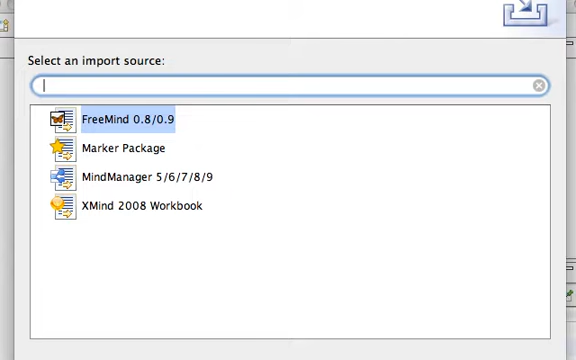 Select an import source:
FreeMind 0.8/0.9
Marker Package
MindManager 5/6/7/8/9
XMind 2008 Workbook